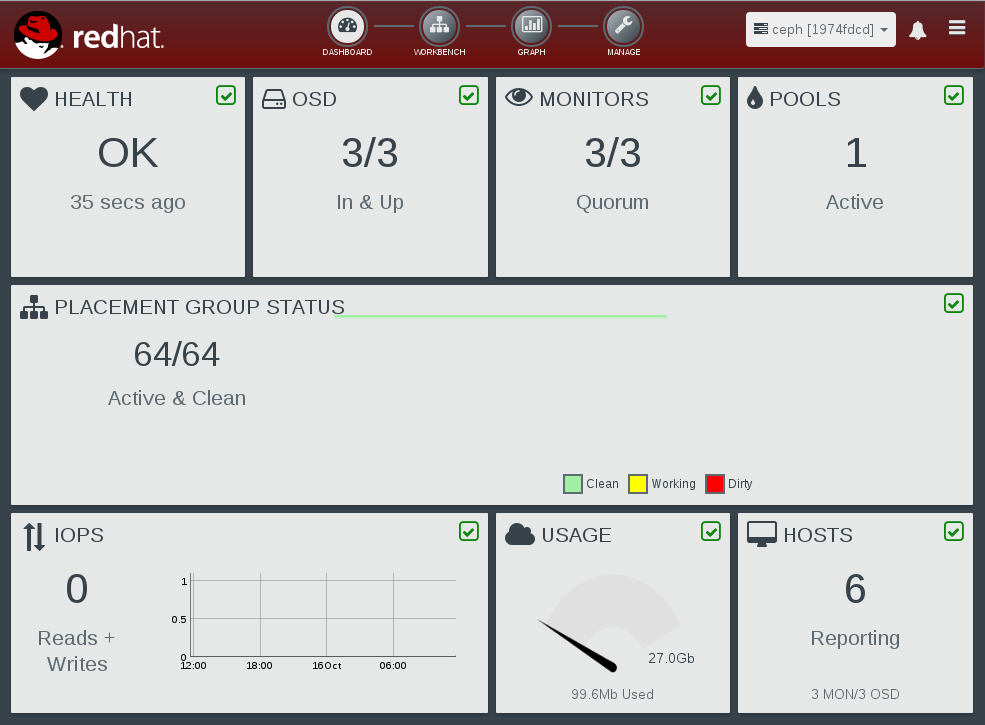 redhat.
DASHBOARD
WORKBENCH
GRAPH
MANAGE
ceph [1974fdcd]
HEALTH
OK
35 secs ago
OSD
3/3
In & Up
MONITORS
3/3
Quorum
POOLS
1
Active
PLACEMENT GROUP STATUS
64/64
Active & Clean
Clean
Working
Dirty
IOPS
0
Reads +
Writes
1
0.5
0
12:00
18:00
16Oct
06:00
USAGE
27.0Gb
99.6Mb Used
HOSTS
6
Reporting
3 MON/3 OSD